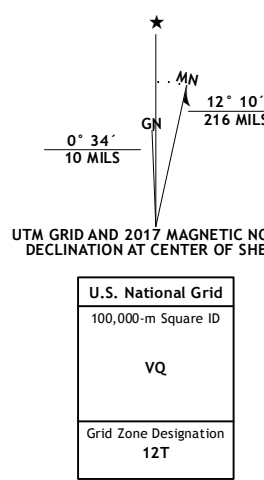 ★
MN
GN
12° 10´
216 MILS
0° 34´
10 MILS
UTM GRID AND 2017 MAGNETIC NO
DECLINATION AT CENTER OF SHE
U.S. National Grid
100,000-m Square ID
VQ
Grid Zone Designation
12T